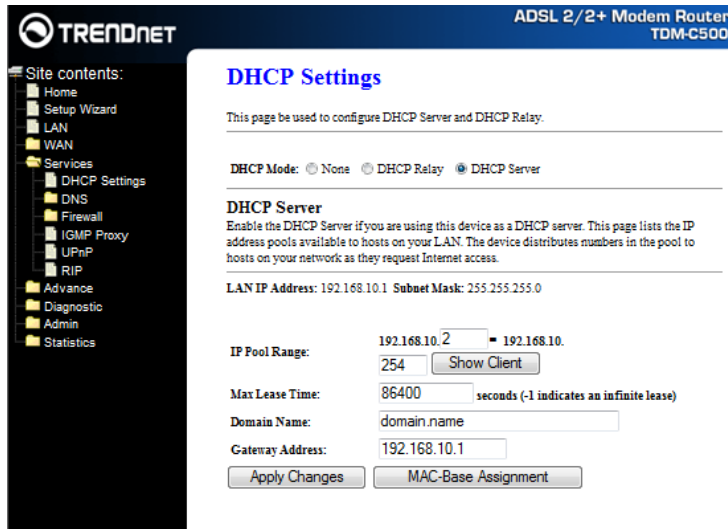 TRENDnet
ADSL 2/2+ Modem Router
TDM-C500
Site contents:
Home
Setup Wizard
LAN
WAN
Services
DHCP Settings
DNS
Firewall
IGMP Proxy
UPnP
RIP
Advance
Diagnostic
Admin
Statistics
DHCP Settings
This page be used to configure DHCP Server and DHCP Relay.
DHCP Mode: None DHCP Relay DHCP Server
DHCP Server
Enable the DHCP Server if you are using this device as a DHCP server. This page lists the IP
address pools available to hosts on your LAN. The device distributes numbers in the pool to
hosts on your network as they request Internet access.
LAN IP Address: 192.168.10.1 Subnet Mask: 255.255.255.0
IP Pool Range: 192.168.10. 2 - 192.168.10.
254 Show Client
Max Lease Time: 86400 seconds (-1 indicates an infinite lease)
Domain Name: domain.name
Gateway Address: 192.168.10.1
Apply Changes MAC-Base Assignment